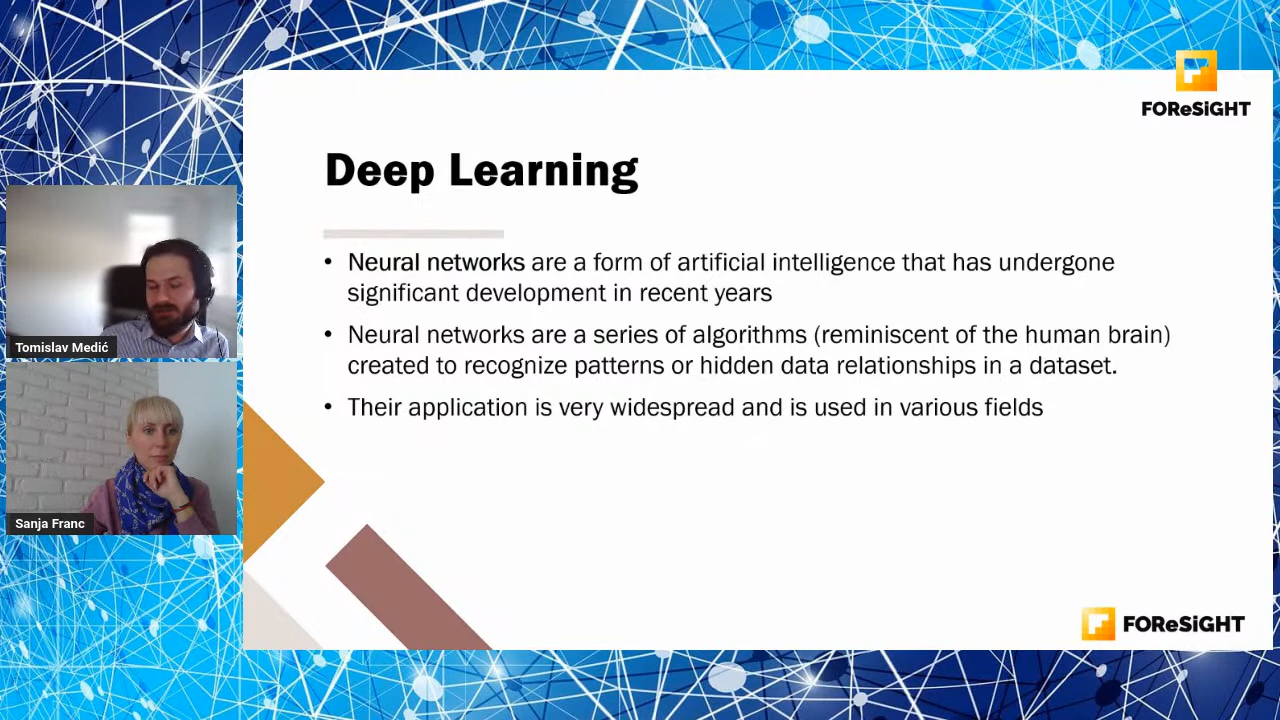 FOReSiGHT
Deep Learning
• Neural networks are a form of artificial intelligence that has undergone
significant development in recent years
• Neural networks are a series of algorithms (reminiscent of the human brain)
created to recognize patterns or hidden data relationships in a dataset.
• Their application is very widespread and is used in various fields
Tomislav Medić
Sanja Franc
FOReSiGHT